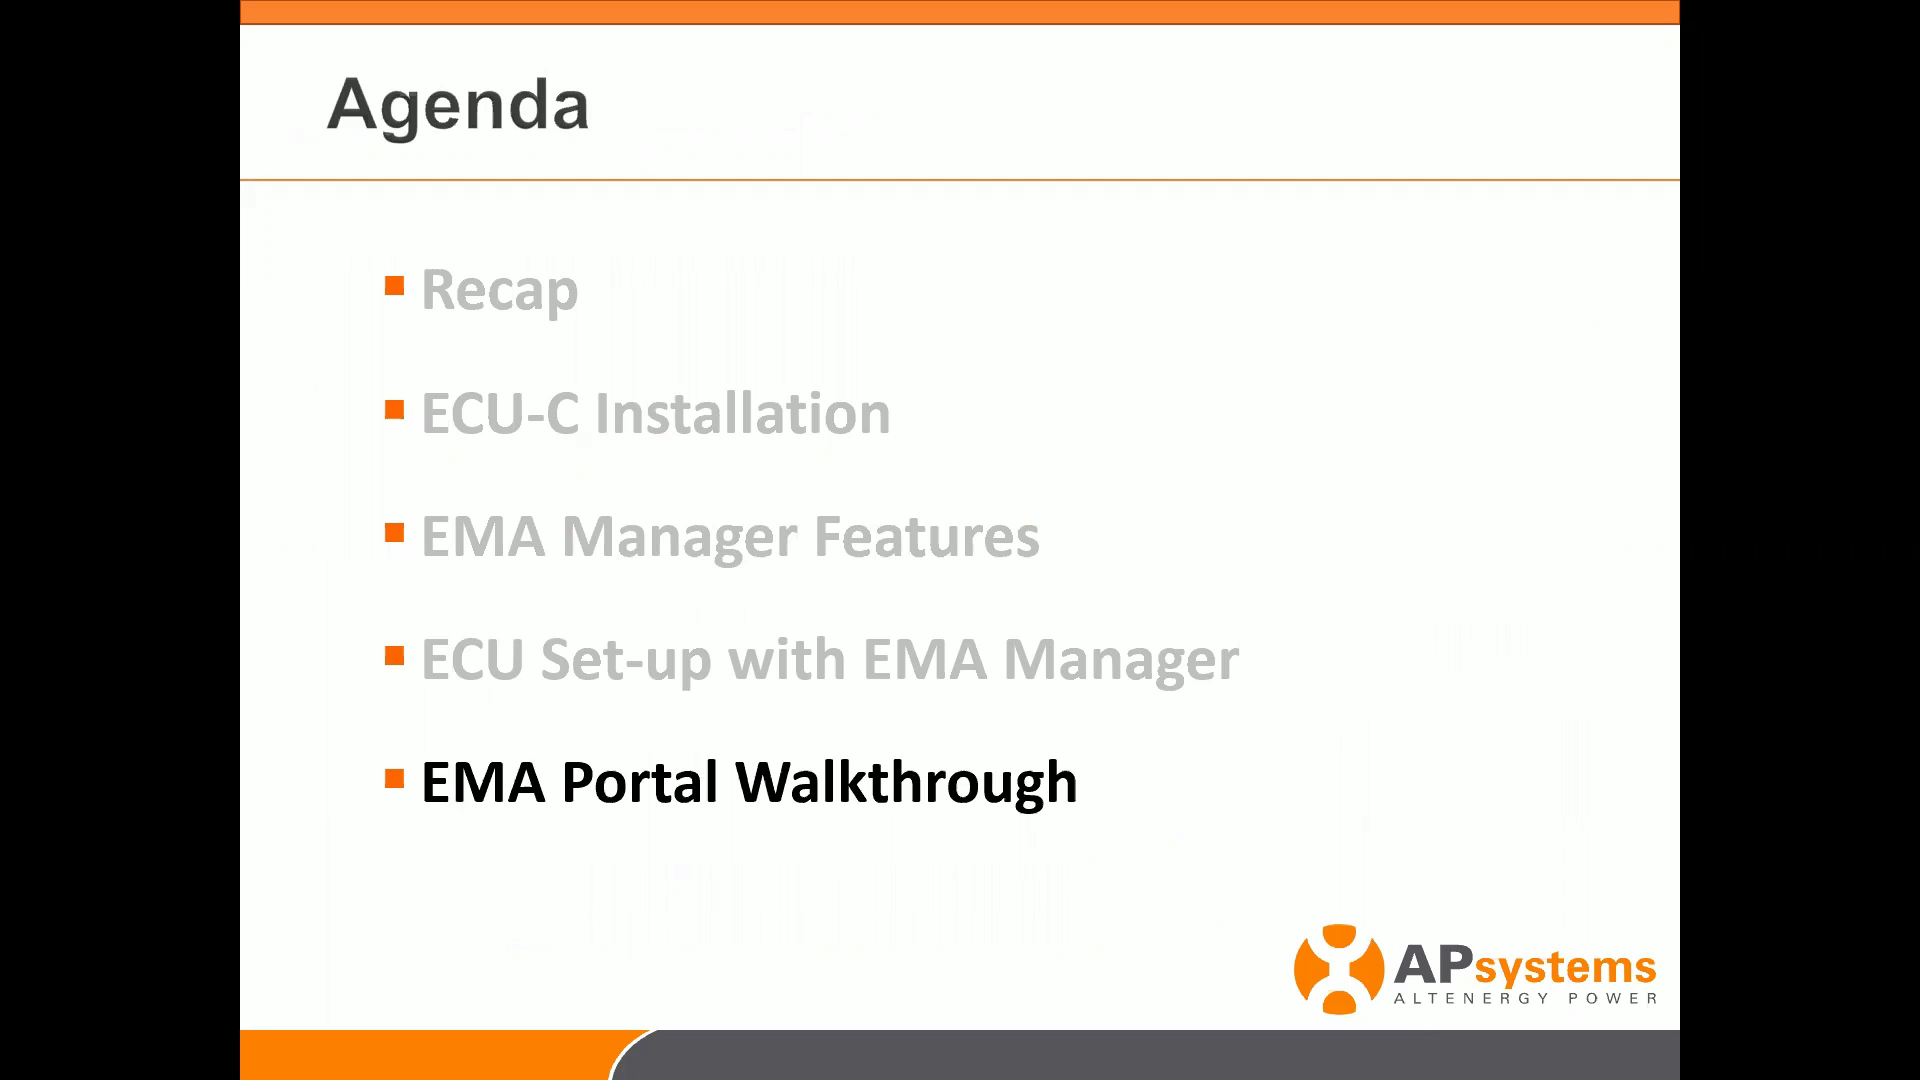 Agenda
Recap
ECU-C Installation
EMA Manager Features
ECU Set-up with EMA Manager
EMA Portal Walkthrough
APsystems
ALTENERGY POWER